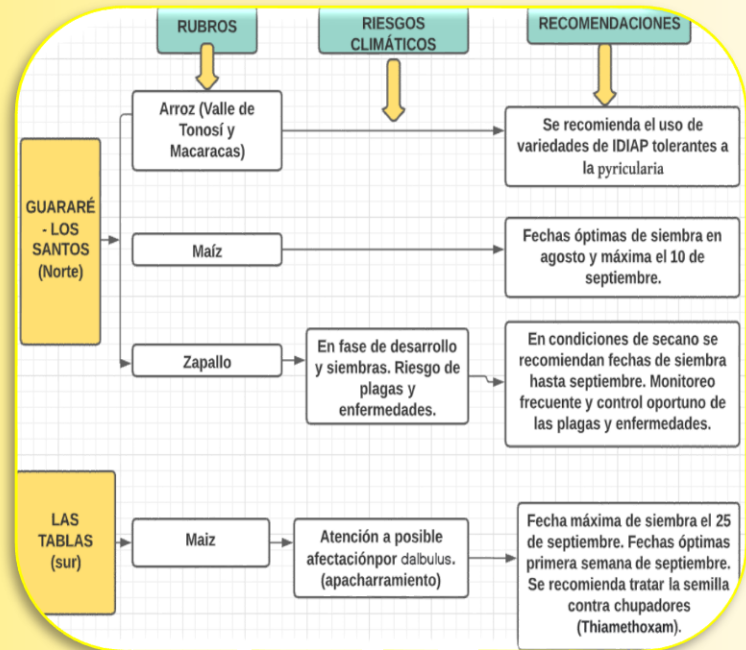 RUBROS
RIESGOS
CLIMÁTICOS
RECOMENDACIONES
GUARARÉ
- LOS
SANTOS
(Norte)
Arroz (Valle de
Tonosí y
Macaracas)
Se recomienda el uso de
variedades de IDIAP tolerantes a
la pyricularia
Maíz
Fechas óptimas de siembra en
agosto y máxima el 10 de
septiembre.
Zapallo
En fase de desarrollo
y siembras. Riesgo de
plagas y
enfermedades.
En condiciones de secano se
recomiendan fechas de siembra
hasta septiembre. Monitoreo
frecuente y control oportuno de
las plagas y enfermedades.
LAS
TABLAS
(sur)
Maiz
Atención a posible
afectaciónpor dalbulus.
(apacharramiento)
Fecha máxima de siembra el 25
de septiembre. Fechas óptimas
primera semana de septiembre.
Se recomienda tratar la semilla
contra chupadores
(Thiamethoxam).